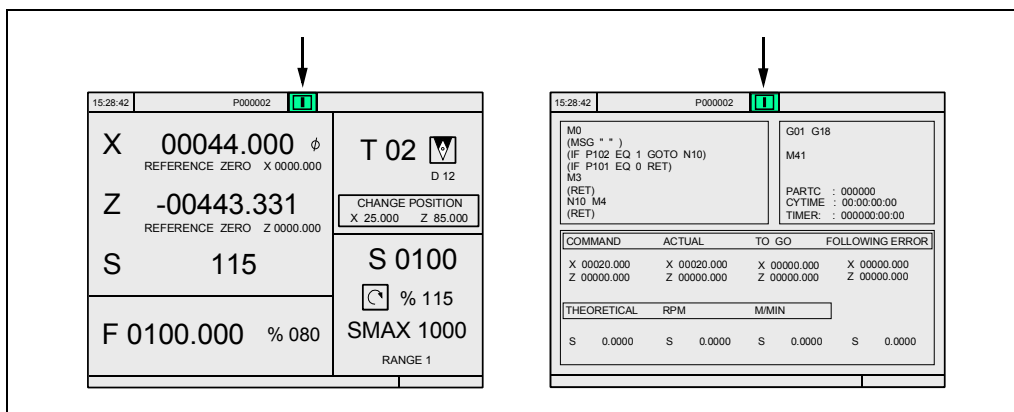 15:28:42 P000002
X 00044.000 ϕ
REFERENCE ZERO X 0000.000
Z -00443.331
REFERENCE ZERO Z 0000.000
S 115
F 0100.000 % 080
T 02
D 12
CHANGE POSITION
X 25.000 Z 85.000
S 0100
% 115
SMAX 1000
RANGE 1
15:28:42 P000002
M0
(MSG " " )
(IF P102 EQ 1 GOTO N10)
(IF P101 EQ 0 RET)
M3
(RET)
N10 M4
(RET)
G01 G18
M41
PARTC : 000000
CYTIME : 00:00:00:00
TIMER: : 000000:00:00
COMMAND ACTUAL TO GO FOLLOWING ERROR
X 00020.000 X 00020.000 X 00000.000 X 00000.000
Z 00000.000 Z 00000.000 Z 00000.000 Z 00000.000
THEORETICAL RPM M/MIN
S 0.0000 S 0.0000 S 0.0000 S 0.0000